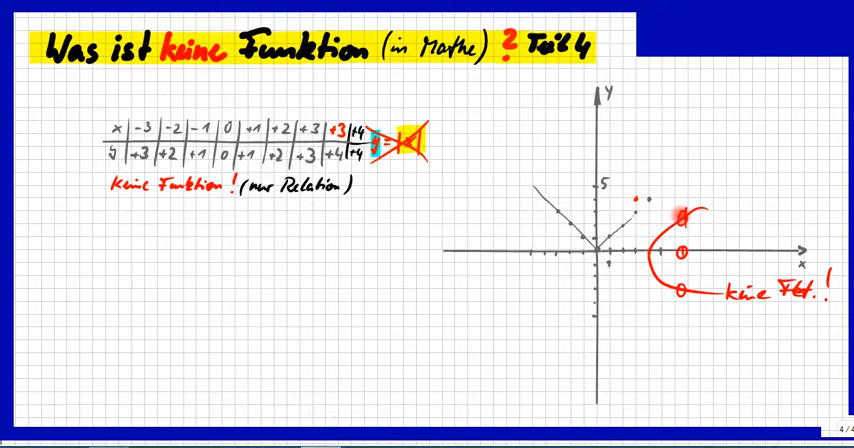 Was ist keine Funktion (in Mathe) ? Teil 4
x | -3 | -2 | -1 | 0 | +1 | +2 | +3 | +3 | +4
y | +3 | +2 | +1 | 0 | +1 | +2 | +3 | +4 | +4
y = |x|
keine Funktion! (nur Relation)
y
5
1
x
keine Fkt.!
4/4